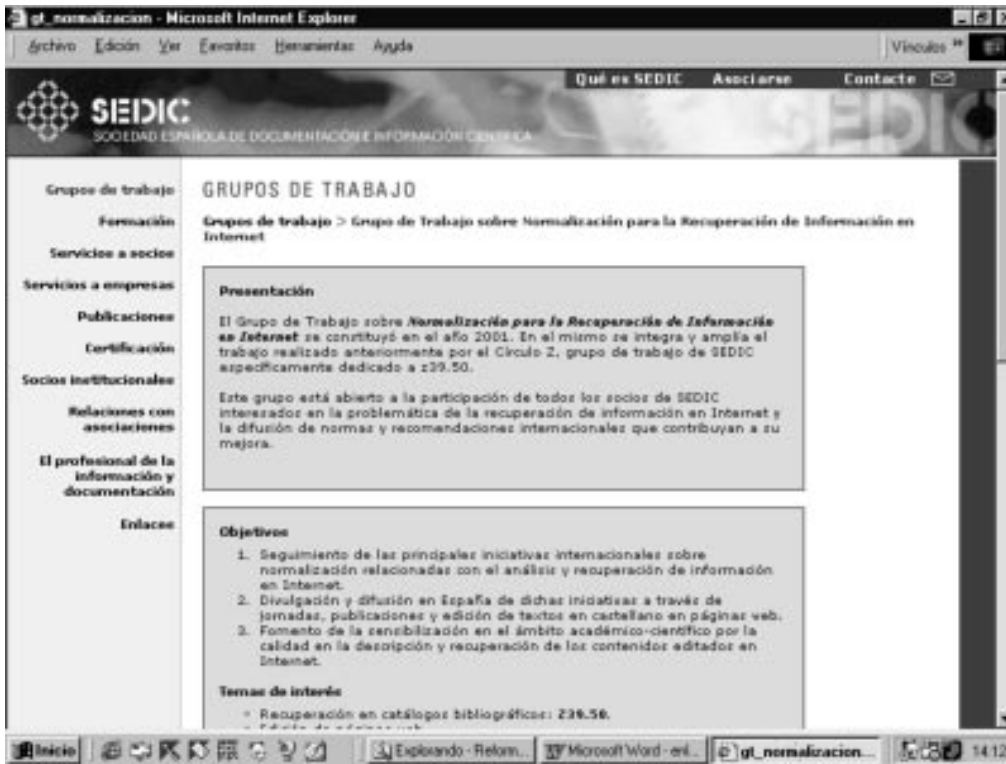 gt_normalizacion - Microsoft Internet Explorer
Archivo Edición Ver Favoritos Herramientas Ayuda
Vínculos »
Qué es SEDIC Asociarse Contacte
SEDIC
SOCIEDAD ESPAÑOLA DE DOCUMENTACIÓN E INFORMACIÓN CIENTÍFICA
SEDIC
Grupos de trabajo
Formación
Servicios a socios
Servicios a empresas
Publicaciones
Certificación
Socios institucionales
Relaciones con
asociaciones
El profesional de la
información y
documentación
Enlaces
GRUPOS DE TRABAJO
Grupos de trabajo > Grupo de Trabajo sobre Normalización para la Recuperación de Información en
Internet
Presentación
El Grupo de Trabajo sobre Normalización para la Recuperación de Información
en Internet se constituyó en el año 2001. En el mismo se integra y amplía el
trabajo realizado anteriormente por el Círculo Z, grupo de trabajo de SEDIC
específicamente dedicado a z39.50.
Este grupo está abierto a la participación de todos los socios de SEDIC
interesados en la problemática de la recuperación de información en Internet y
la difusión de normas y recomendaciones internacionales que contribuyan a su
mejora.
Objetivos
1. Seguimiento de las principales iniciativas internacionales sobre
normalización relacionadas con el análisis y recuperación de información
en Internet.
2. Divulgación y difusión en España de dichas iniciativas a través de
jornadas, publicaciones y edición de textos en castellano en páginas web.
3. Fomento de la sensibilización en el ámbito académico-científico por la
calidad en la descripción y recuperación de los contenidos editados en
Internet.
Temas de interés
Recuperación en catálogos bibliográficos: Z39.50.
Edición de páginas web
Inicio
Explorando - Reform...
Microsoft Word - enl...
gt_normalizacion...
14:12